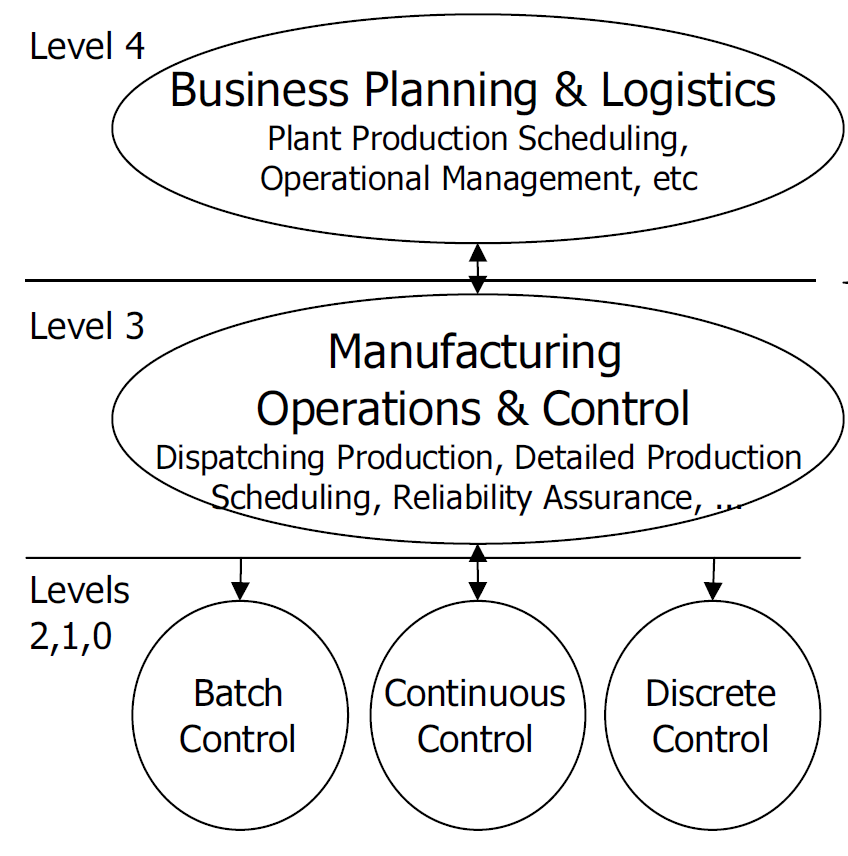 Level 4
Business Planning & Logistics
Plant Production Scheduling,
Operational Management, etc
Level 3
Manufacturing
Operations & Control
Dispatching Production, Detailed Production
Scheduling, Reliability Assurance, ...
Levels
2,1,0
Batch
Control
Continuous
Control
Discrete
Control